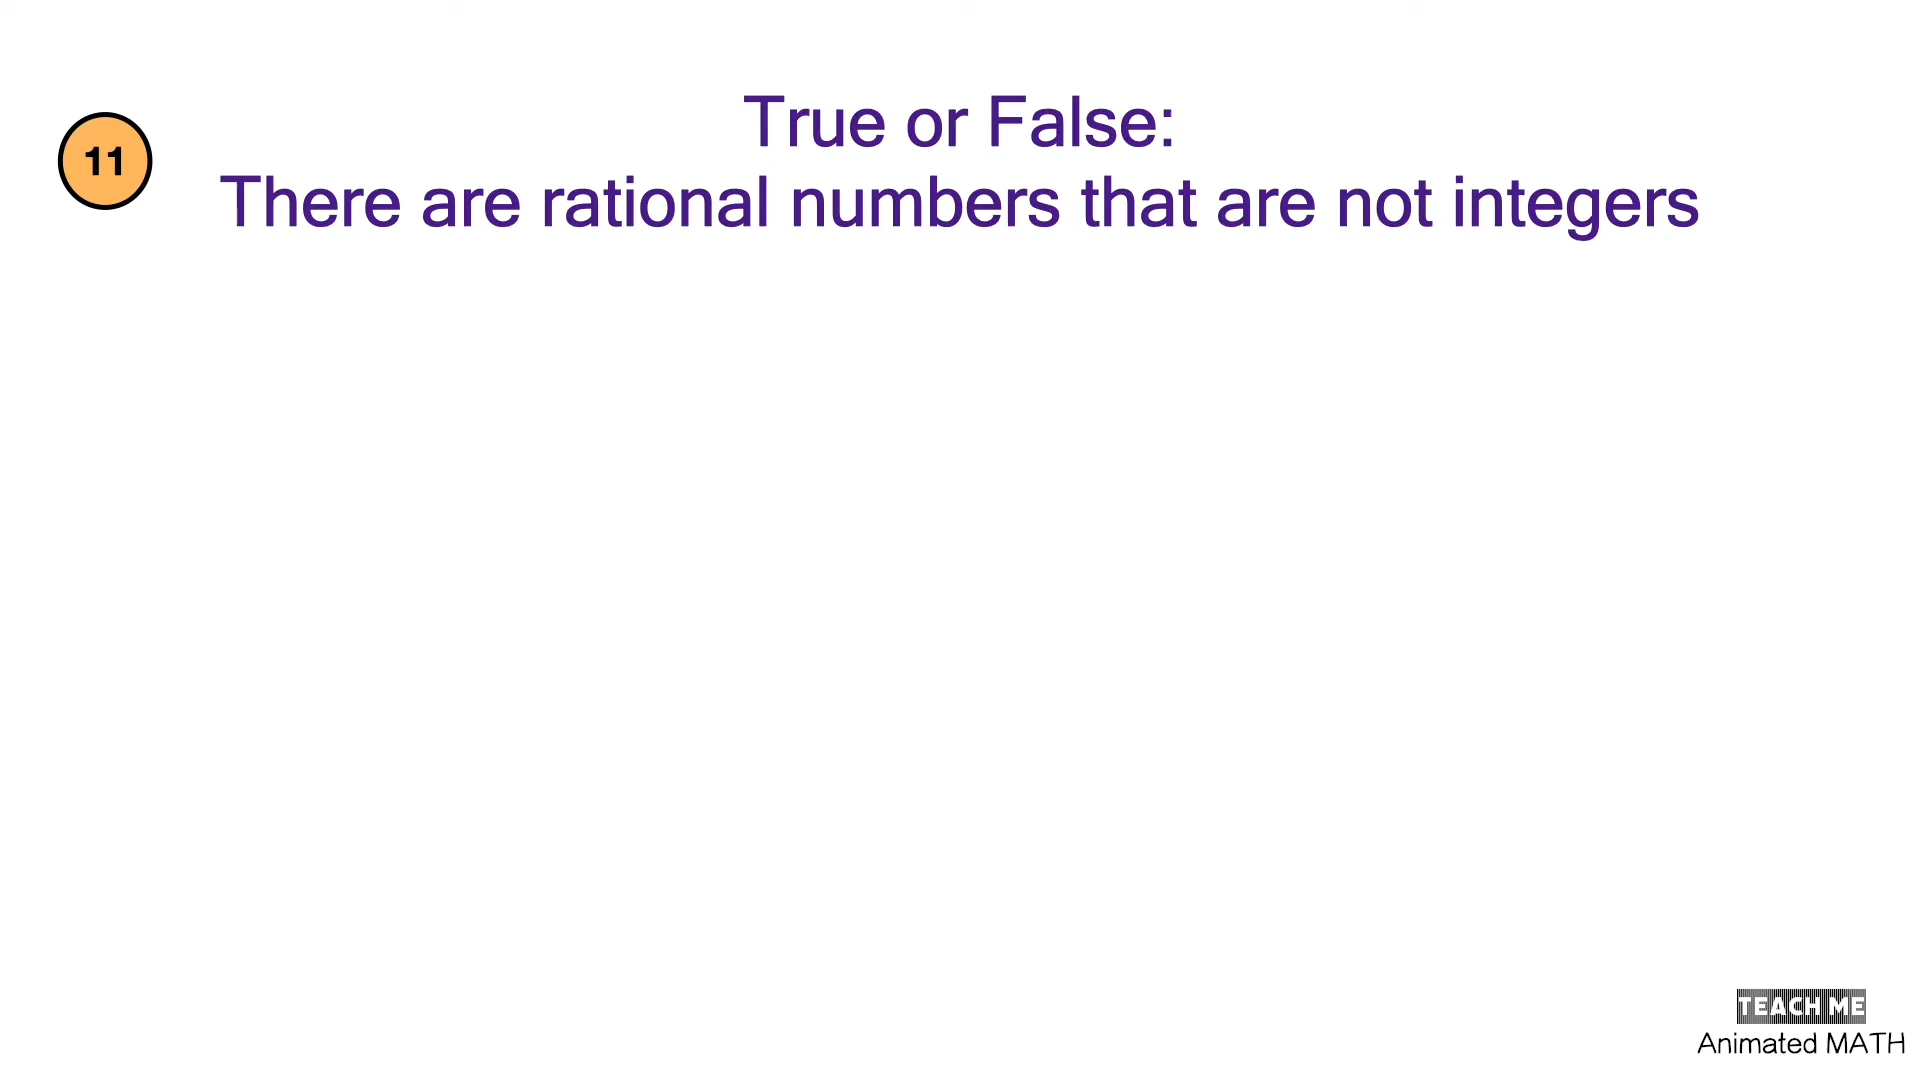 True or False:
11
There are rational numbers that are not integers
TEACH ME
Animated MATH